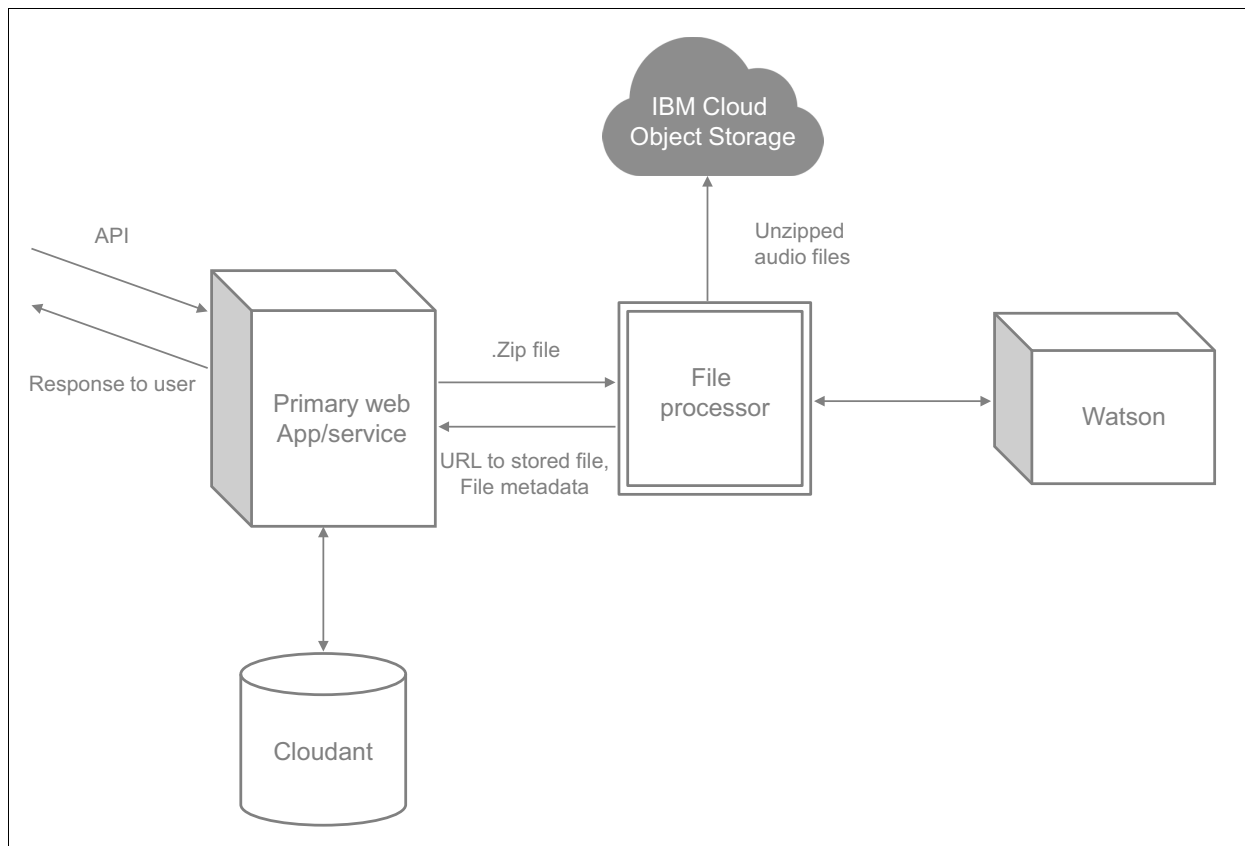 IBM Cloud
Object Storage
API
Unzipped
audio files
Response to user
.Zip file
File
processor
Primary web
App/service
Watson
URL to stored file,
File metadata
Cloudant